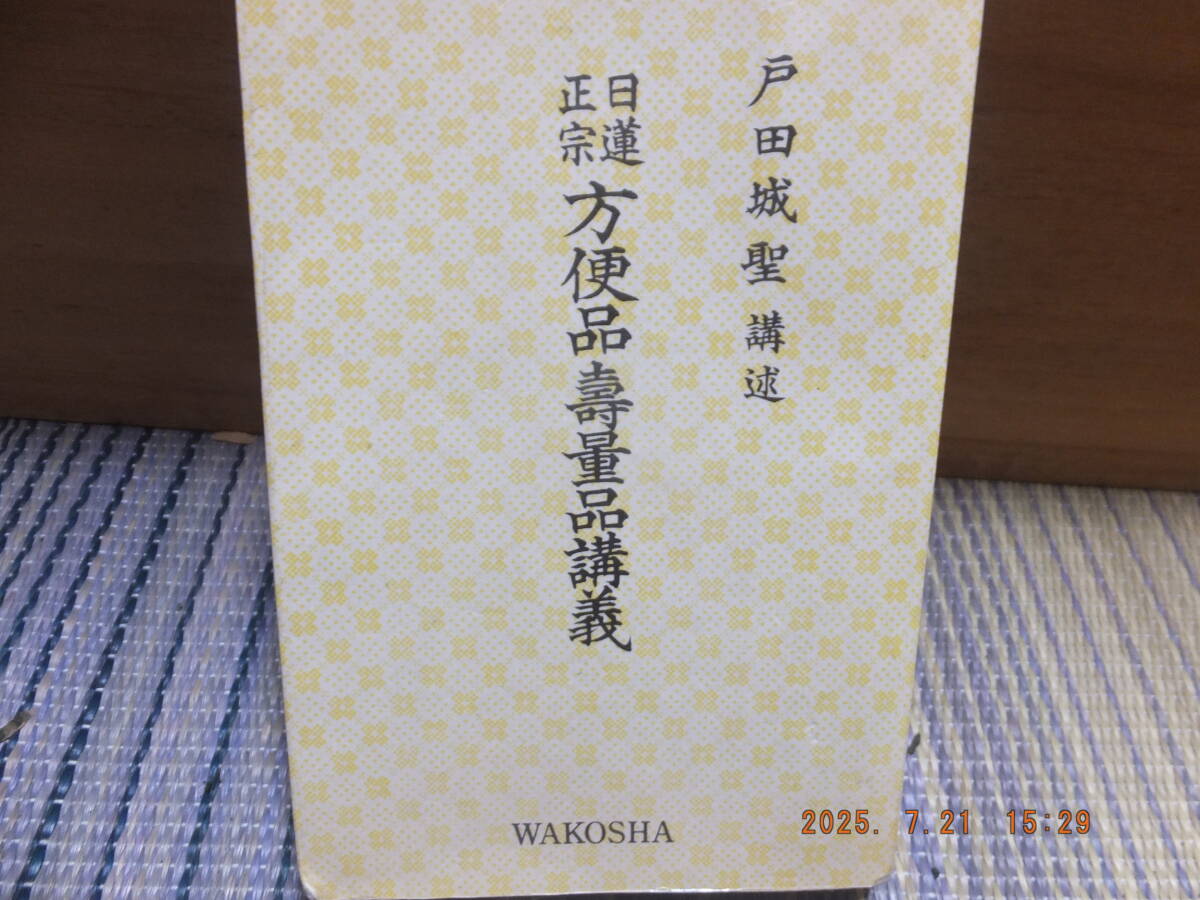 戸田城聖 講述
日蓮
正宗
方便品壽量品講義
WAKOSHA
2025. 7.21 15:29